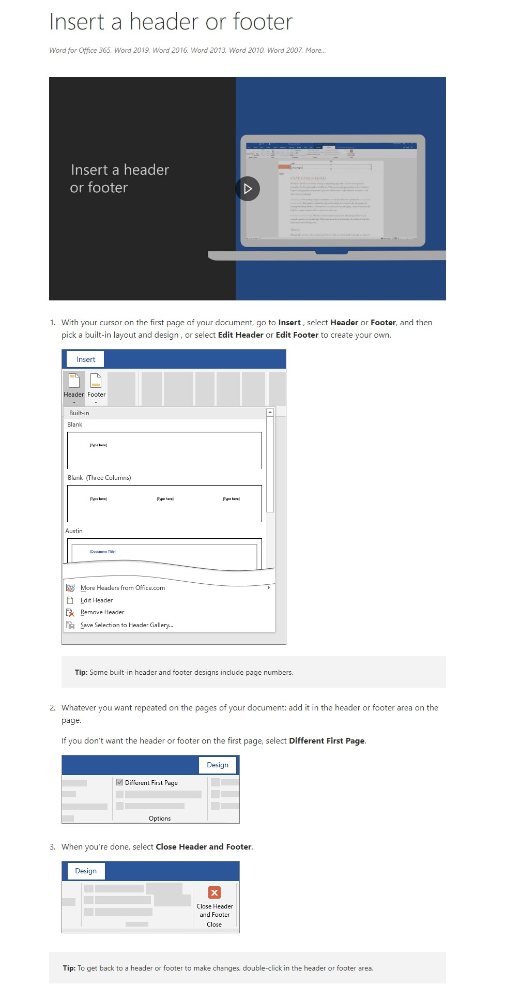 Insert a header or footer
Word for Office 365, Word 2019, Word 2016, Word 2013, Word 2010, Word 2007, More...
Insert a header
or footer
1. With your cursor on the first page of your document, go to Insert , select Header or Footer, and then
pick a built-in layout and design , or select Edit Header or Edit Footer to create your own.
Insert
Header Footer
Built-in
Blank
[Type here]
Blank (Three Columns)
[Type here] [Type here] [Type here]
Austin
[Document Title]
More Headers from Office.com
Edit Header
Remove Header
Save Selection to Header Gallery...
Tip: Some built-in header and footer designs include page numbers.
2. Whatever you want repeated on the pages of your document: add it in the header or footer area on the
page.
If you don't want the header or footer on the first page, select Different First Page.
Design
Different First Page
Options
3. When you're done, select Close Header and Footer.
Design
Close Header
and Footer
Close
Tip: To get back to a header or footer to make changes, double-click in the header or footer area.